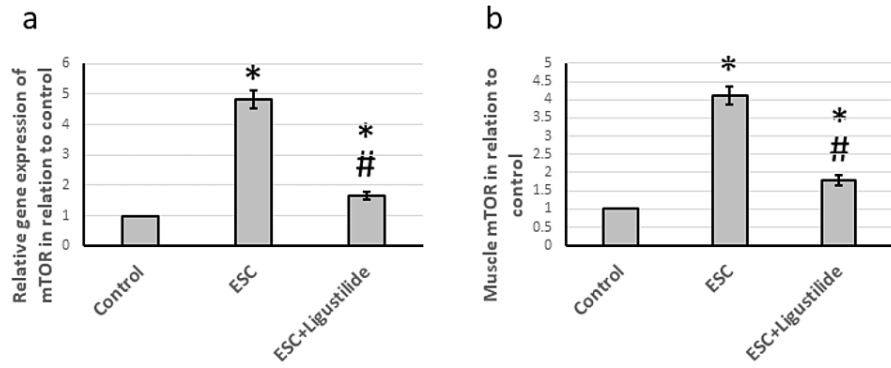 a
Relative gene expression of
mTOR in relation to control
6
5
4
3
2
1
0
*
*
#
Control
ESC
ESC+Ligustilide
b
Muscle mTOR in relation to
control
5
4.5
4
3.5
3
2.5
2
1.5
1
0.5
0
*
*
#
Control
ESC
ESC+Ligustilide